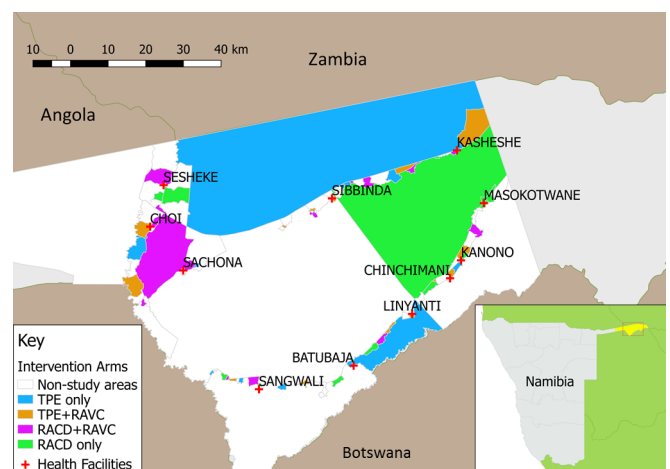 10 0 10 20 30 40 km
Zambia
Angola
KASHESHE
SESHEKE
SIBBINDA
MASOKOTWANE
CHOI
KANONO
SACHONA
CHINCHIMANI
LINYANTI
BATUBAJA
SANGWALI
Key
Intervention Arms
Non-study areas
TPE only
TPE+RAVC
RACD+RAVC
RACD only
Health Facilities
Namibia
Botswana